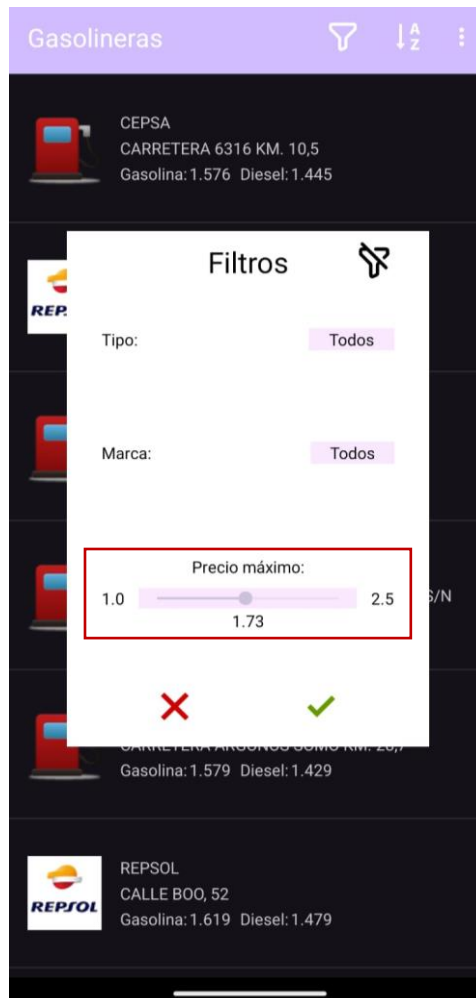 Gasolineras
CEPSA
CARRETERA 6316 KM. 10,5
Gasolina: 1.576 Diesel: 1.445
Filtros
Tipo: Todos
Marca: Todos
Precio máximo:
1.0 2.5
1.73
S/N
Gasolina: 1.579 Diesel: 1.429
REPSOL
REPSOL
CALLE BOO, 52
Gasolina: 1.619 Diesel: 1.479